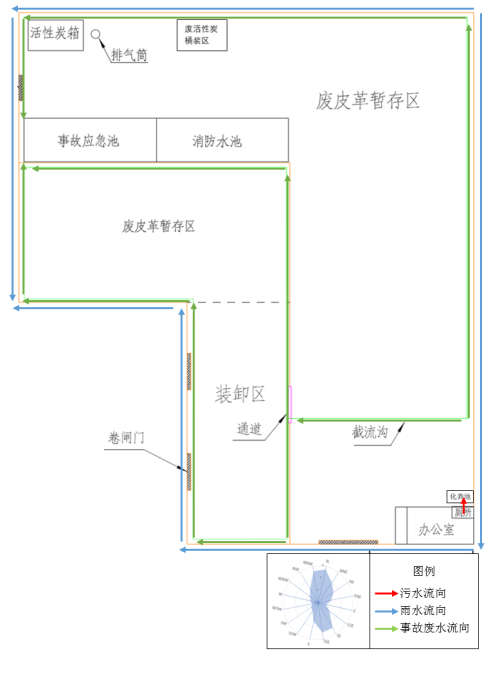 活性炭箱
排气筒
废活性炭
桶装区
废皮革暂存区
事故应急池
消防水池
废皮革暂存区
装卸区
通道
截流沟
卷闸门
化粪池
厕所
办公室
图例
污水流向
雨水流向
事故废水流向